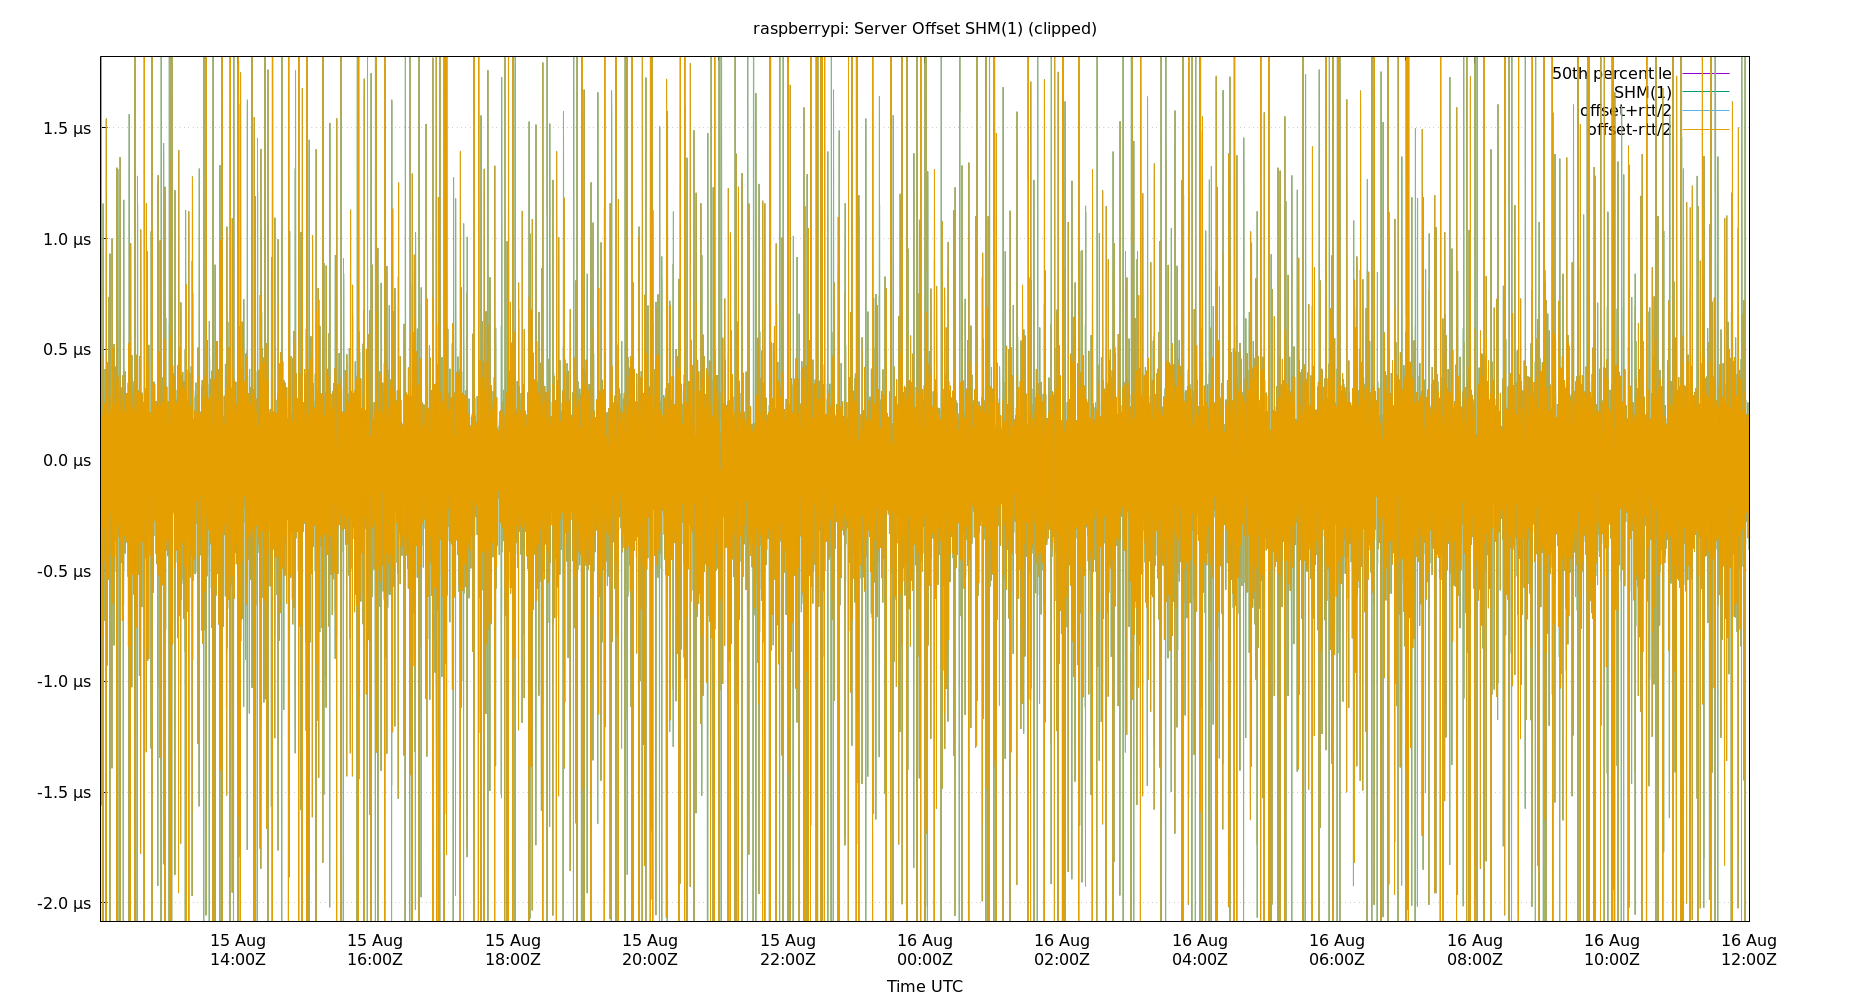 raspberrypi: Server Offset SHM(1) (clipped)
50th percentile
SHM(1)
offset+rtt/2
offset-rtt/2
1.5 µs
1.0 µs
0.5 µs
0.0 µs
-0.5 µs
-1.0 µs
-1.5 µs
-2.0 µs
15 Aug 15 Aug 15 Aug 15 Aug 15 Aug 16 Aug 16 Aug 16 Aug 16 Aug 16 Aug 16 Aug 16 Aug
14:00Z 16:00Z 18:00Z 20:00Z 22:00Z 00:00Z 02:00Z 04:00Z 06:00Z 08:00Z 10:00Z 12:00Z
Time UTC